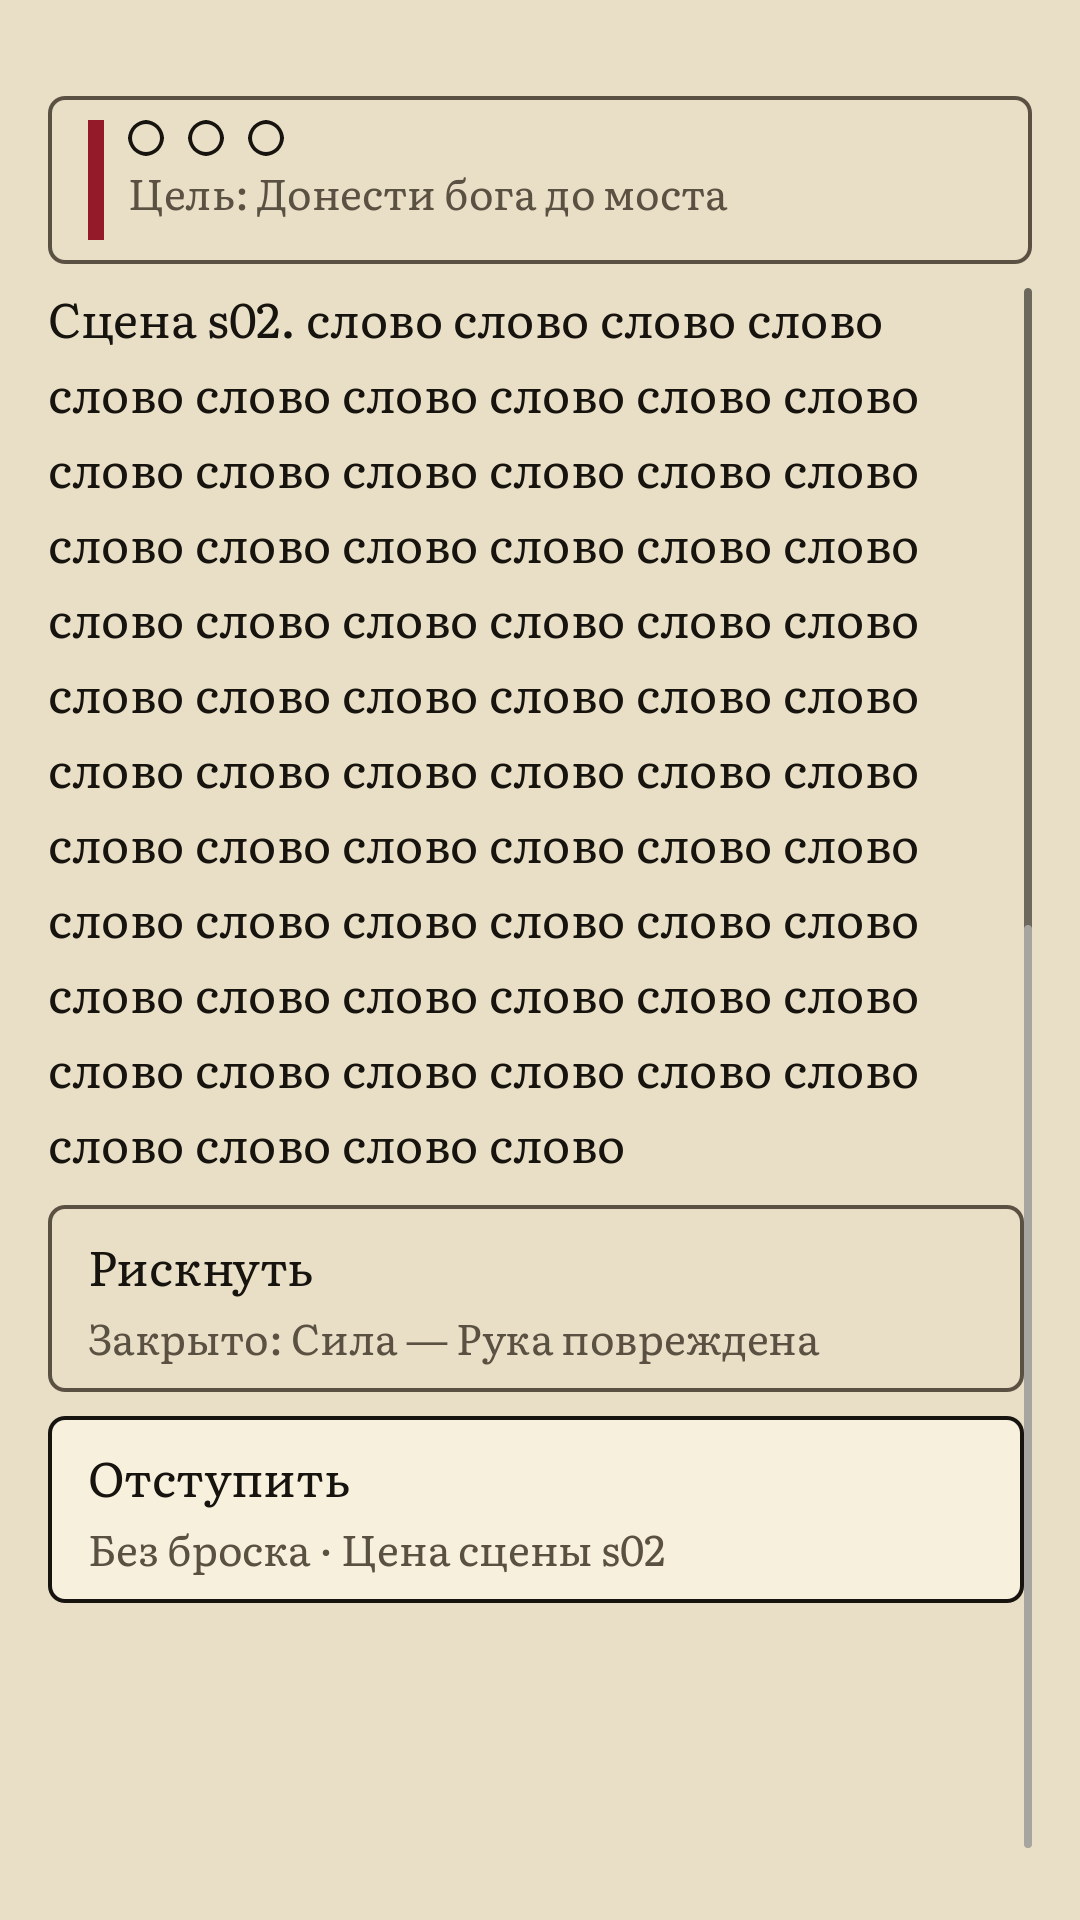 Цель: Донести бога до моста
Сцена s02. слово слово слово слово
слово слово слово слово слово слово
слово слово слово слово слово слово
слово слово слово слово слово слово
слово слово слово слово слово слово
слово слово слово слово слово слово
слово слово слово слово слово слово
слово слово слово слово слово слово
слово слово слово слово слово слово
слово слово слово слово слово слово
слово слово слово слово слово слово
слово слово слово слово
Рискнуть
Закрыто: Сила — Рука повреждена
Отступить
Без броска · Цена сцены s02